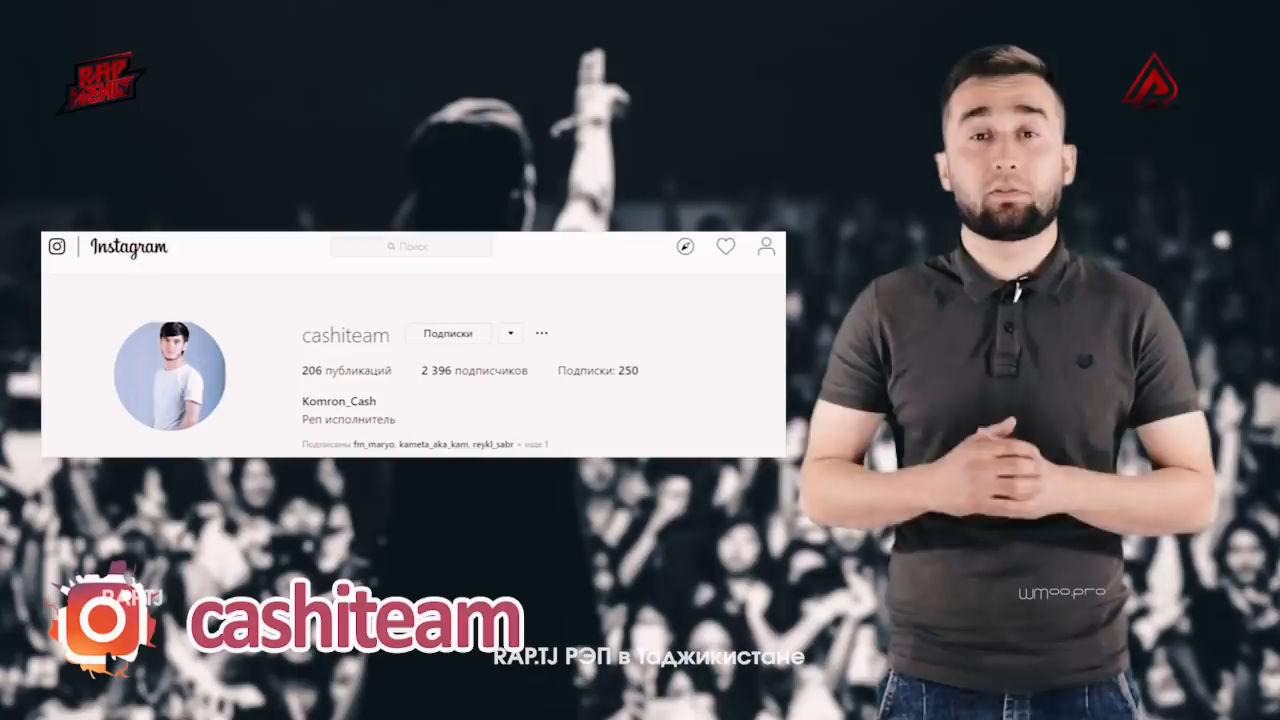 RAP
Instagram
Поиск
cashiteam
Подписки
206 публикаций
2 396 подписчиков
Подписки: 250
Komron_Cash
Реп исполнитель
Подписаны fm_maryo, kameta_aka_kam, reykl_sabr + еще 1
RAP.TJ
cashiteam
wmoo.pro
RAP.TJ РЭП в Таджикистане